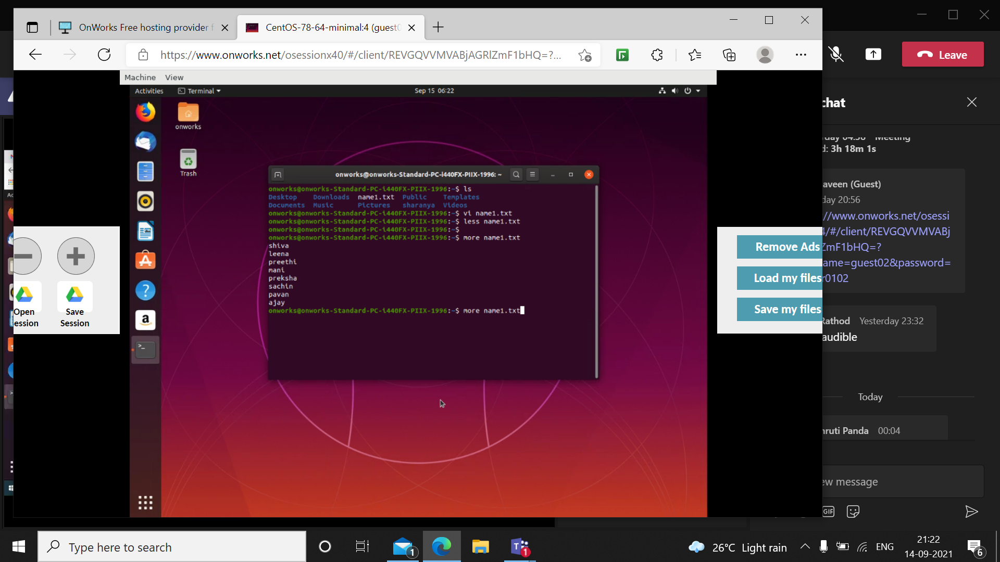 OnWorks Free hosting provider f
CentOS-78-64-minimal:4 (guest0
https://www.onworks.net/osessionx40/#/client/REVGQVVMVABjAGRlZmF1bHQ=?...
Leave
Machine View
Activities Terminal Sep 15 06:22
onworks
Trash
onworks@onworks-Standard-PC-i440FX-PIIX-1996: ~
onworks@onworks-Standard-PC-i440FX-PIIX-1996:~$ ls
Desktop Downloads name1.txt Public Templates
Documents Music Pictures sharanya Videos
onworks@onworks-Standard-PC-i440FX-PIIX-1996:~$ vi name1.txt
onworks@onworks-Standard-PC-i440FX-PIIX-1996:~$ less name1.txt
onworks@onworks-Standard-PC-i440FX-PIIX-1996:~$
onworks@onworks-Standard-PC-i440FX-PIIX-1996:~$ more name1.txt
shiva
leena
preethi
mani
preksha
sachin
pavan
ajay
onworks@onworks-Standard-PC-i440FX-PIIX-1996:~$ more name1.txt
Open
ession
Save
Session
Remove Ads
Load my files
Save my files
chat
Meeting
d: 3h 18m 1s
aveen (Guest)
day 20:56
//www.onworks.net/osessi
4/#/client/REVGQVVMVABj
ZmF1bHQ=?
ame=guest02&password=
r0102
Rathod Yesterday 23:32
audible
Today
hruti Panda 00:04
ew message
GIF
Type here to search
1
1
26°C Light rain
ENG
21:22
14-09-2021
6